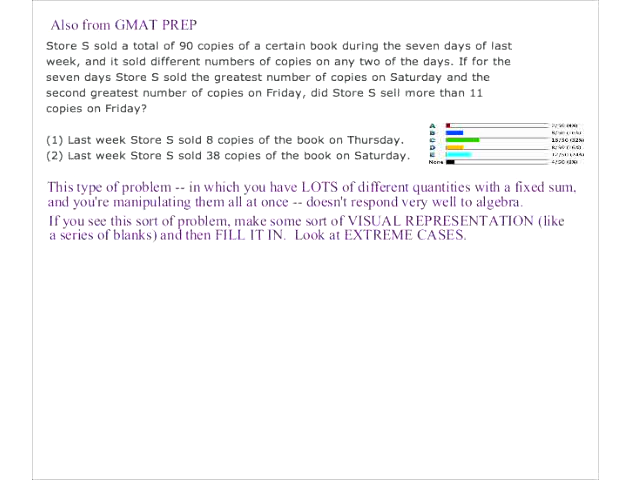 Also from GMAT PREP
Store S sold a total of 90 copies of a certain book during the seven days of last
week, and it sold different numbers of copies on any two of the days. If for the
seven days Store S sold the greatest number of copies on Saturday and the
second greatest number of copies on Friday, did Store S sell more than 11
copies on Friday?
(1) Last week Store S sold 8 copies of the book on Thursday.
(2) Last week Store S sold 38 copies of the book on Saturday.
A
B
C
D
E
None
This type of problem -- in which you have LOTS of different quantities with a fixed sum,
and you're manipulating them all at once -- doesn't respond very well to algebra.
If you see this sort of problem, make some sort of VISUAL REPRESENTATION (like
a series of blanks) and then FILL IT IN. Look at EXTREME CASES.